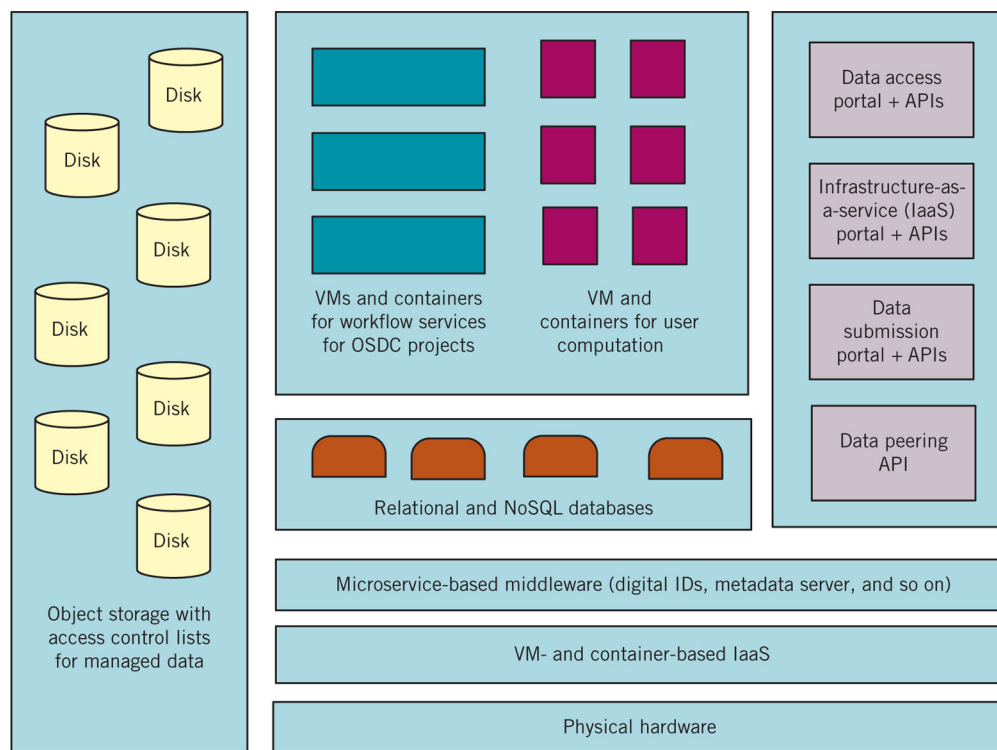 Disk
Disk
Disk
Disk
Disk
Disk
Disk
Object storage with
access control lists
for managed data
VMs and containers
for workflow services
for OSDC projects
VM and
containers for user
computation
Relational and NoSQL databases
Data access
portal + APIs
Infrastructure-as-
a-service (IaaS)
portal + APIs
Data
submission
portal + APIs
Data peering
API
Microservice-based middleware (digital IDs, metadata server, and so on)
VM- and container-based IaaS
Physical hardware